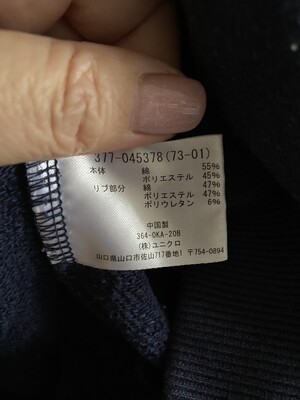 377-045378(73-01)
本体 綿 55%
ポリエステル 45%
リブ部分 綿 47%
ポリエステル 47%
ポリウレタン 6%
中国製
364-OKA-20B
(株)ユニクロ
山口県山口市佐山717番地1 〒754-0894